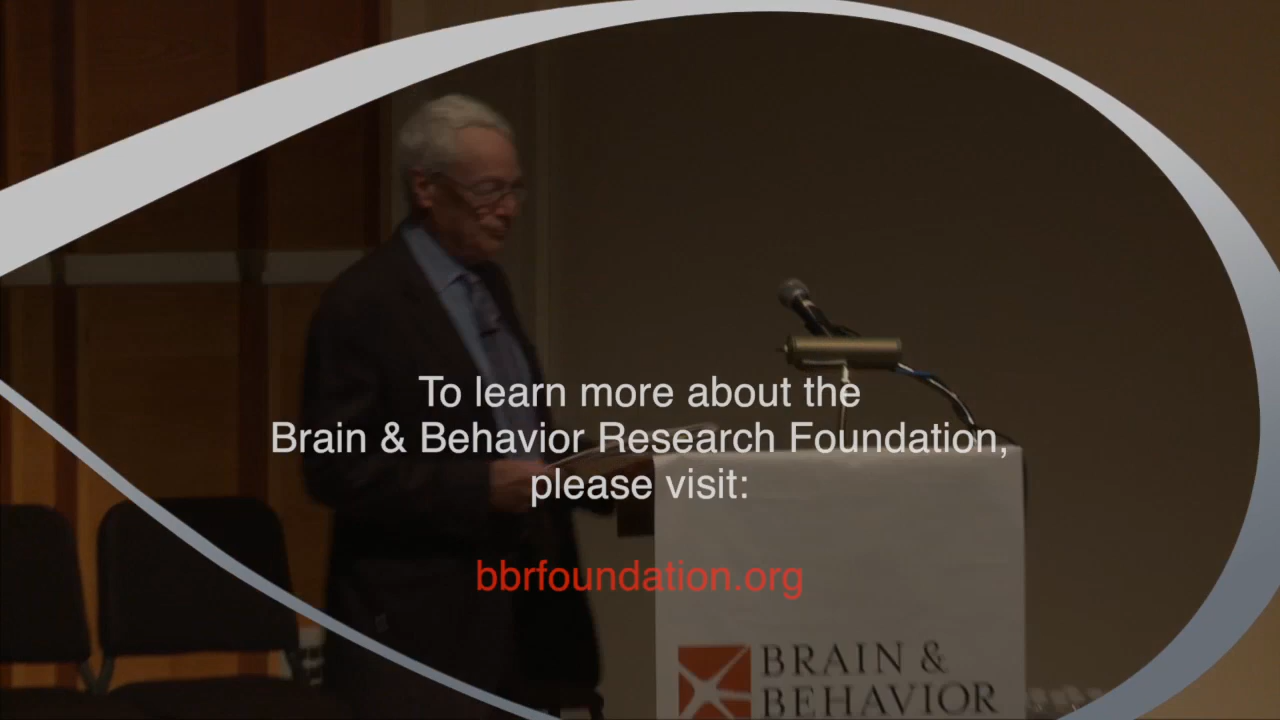 To learn more about the
Brain & Behavior Research Foundation,
please visit:
bbrfoundation.org
BRAIN &
BEHAVIOR